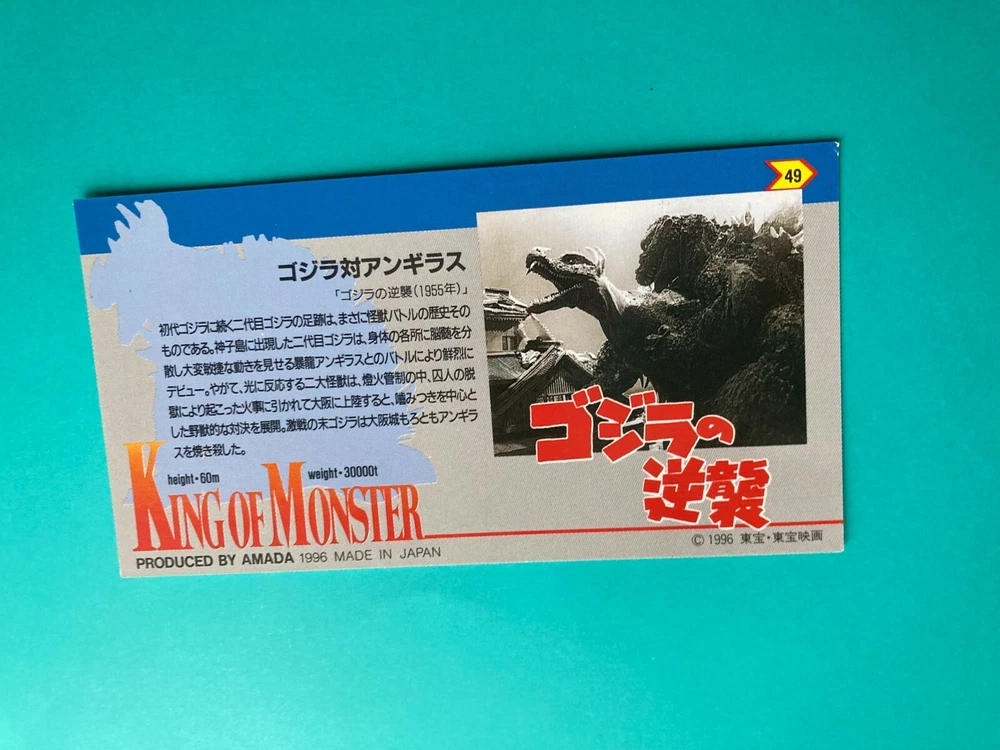 49
ゴジラ対アンギラス
「ゴジラの逆襲(1955年)」
初代ゴジラに続く二代目ゴジラの足跡は、まさに怪獣バトルの歴史その
ものである。神子島に出現した二代目ゴジラは、身体の各所に脳髄を分
散し大変敏捷な動きを見せる暴龍アンギラスとのバトルにより鮮烈に
デビュー。やがて、光に反応する二大怪獣は、燈火管制の中、囚人の脱
獄により起こった火事に引かれて大阪に上陸すると、噛みつきを中心と
した野獣的な対決を展開。激戦の末ゴジラは大阪城もろともアンギラ
スを焼き殺した。
height・60m weight・30000t
KING OF MONSTER
PRODUCED BY AMADA 1996 MADE IN JAPAN
ゴジラの
逆襲
© 1996 東宝・東宝映画